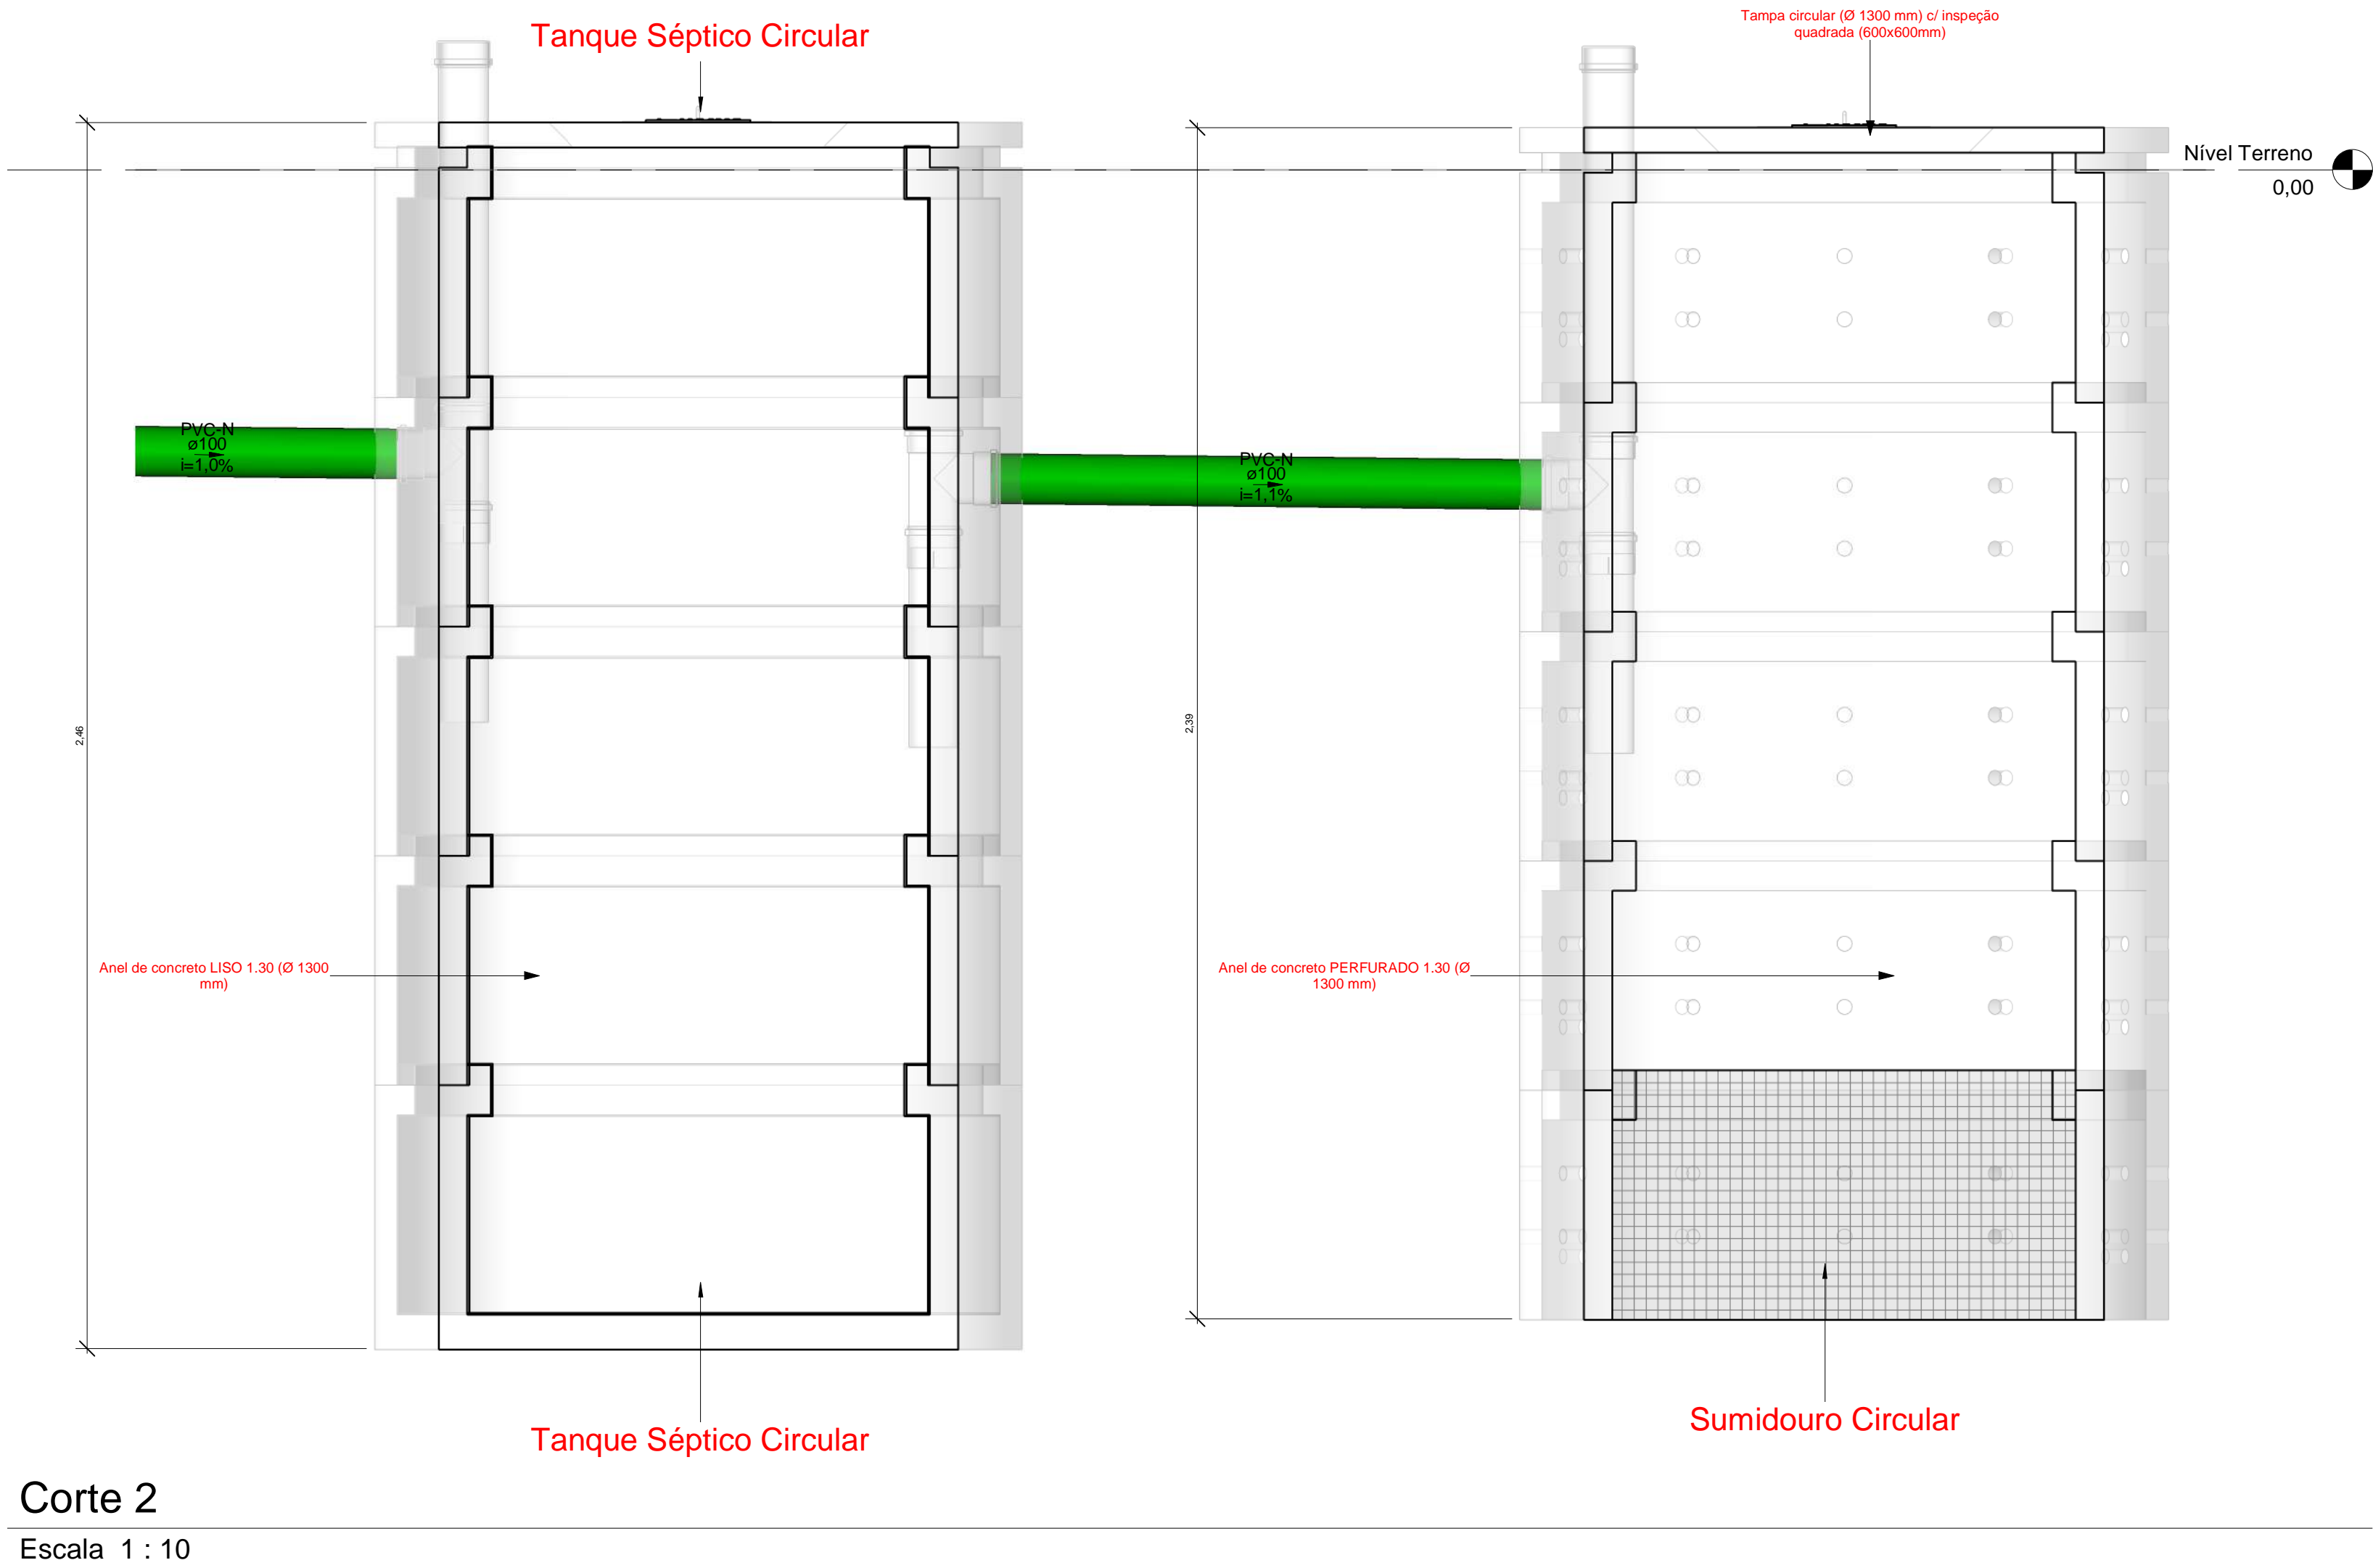 Tanque Séptico Circular
Tampa circular (Ø 1300 mm) c/ inspeção
quadrada (600x600mm)
Nível Terreno
0,00
PVC-N
ø100
i=1,0%
PVC-N
ø100
i=1,1%
2,46
2,39
Anel de concreto LISO 1.30 (Ø 1300
mm)
Anel de concreto PERFURADO 1.30 (Ø
1300 mm)
Tanque Séptico Circular
Sumidouro Circular
Corte 2
Escala 1 : 10